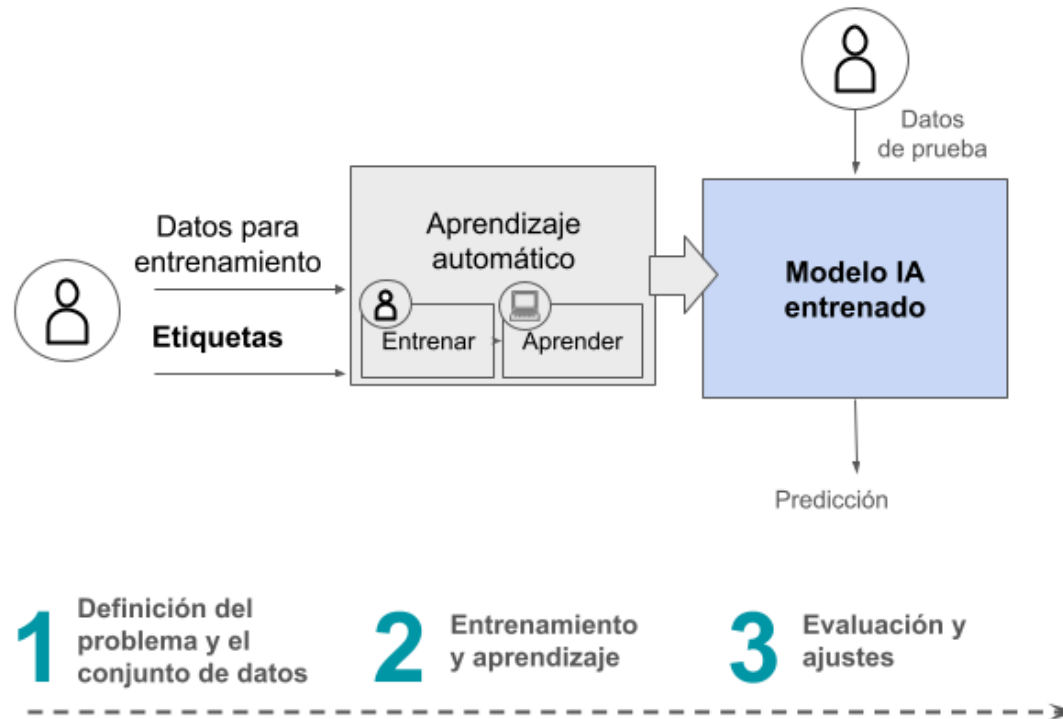 Datos
de prueba
Datos para
entrenamiento
Etiquetas
Aprendizaje
automático
Entrenar
Aprender
Modelo IA
entrenado
Predicción
1
Definición del
problema y el
conjunto de datos
2
Entrenamiento
y aprendizaje
3
Evaluación y
ajustes